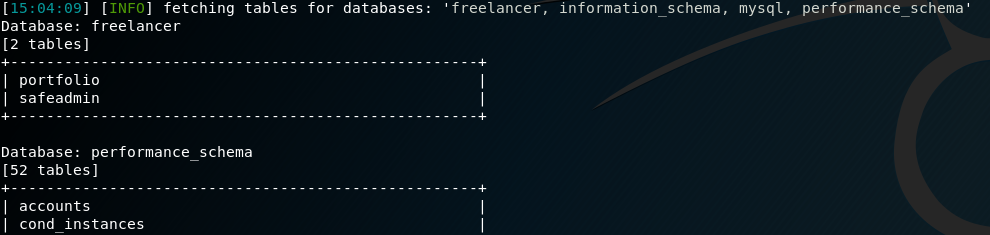 [15:04:09] [INFO] fetching tables for databases: 'freelancer, information_schema, mysql, performance_schema'
Database: freelancer
[2 tables]
+---------------------------------------------------+
| portfolio                                         |
| safeadmin                                         |
+---------------------------------------------------+
Database: performance_schema
[52 tables]
+---------------------------------------------------+
| accounts                                          |
| cond_instances                                    |